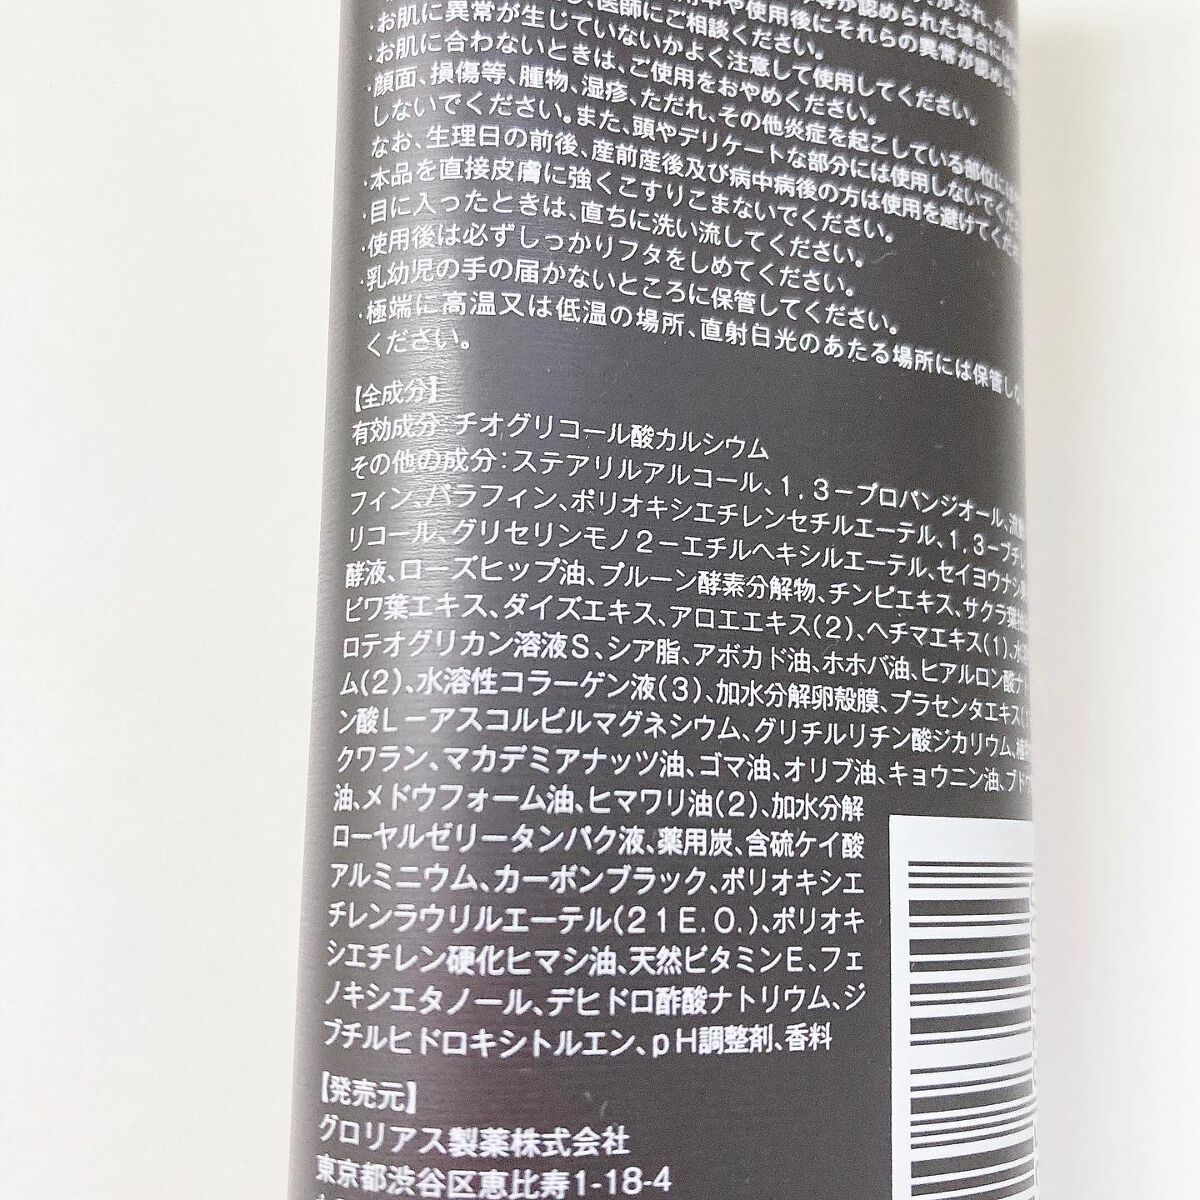 し、医師にご相談ください。
・お肌に異常が生じていないかよく注意して使用してください。
・お肌に合わないときは、ご使用をおやめください。
・顔面、損傷等、腫物、湿疹、ただれ、その他炎症を起こしている部位には
しないでください。また、頭やデリケートな部分には使用しないでくだ
なお、生理日の前後、産前産後及び病中病後の方は使用を避けてくだ
・本品を直接皮膚に強くこすりこまないでください。
・目に入ったときは、直ちに洗い流してください。
・使用後は必ずしっかりフタをしめてください。
・乳幼児の手の届かないところに保管してください。
・極端に高温又は低温の場所、直射日光のあたる場所には保管しな
ください。
【全成分】
有効成分:チオグリコール酸カルシウム
その他の成分:ステアリルアルコール、1,3-プロパンジオール、流動
フィン、パラフィン、ポリオキシエチレンセチルエーテル、1,3-ブチレ
リコール、グリセリンモノ2-エチルヘキシルエーテル、セイヨウナシ
酵液、ローズヒップ油、プルーン酵素分解物、チンピエキス、サクラ葉
ビワ葉エキス、ダイズエキス、アロエエキス(2)、ヘチマエキス(1)、水
ロテオグリカン溶液S、シア脂、アボカド油、ホホバ油、ヒアルロン酸ナト
ム(2)、水溶性コラーゲン液(3)、加水分解卵殻膜、プラセンタエキス(
ン酸L-アスコルビルマグネシウム、グリチルリチン酸ジカリウム、
クワラン、マカデミアナッツ油、ゴマ油、オリブ油、キョウニン油、ブドウ
油、メドウフォーム油、ヒマワリ油(2)、加水分解
ローヤルゼリータンパク液、薬用炭、含硫ケイ酸
アルミニウム、カーボンブラック、ポリオキシエ
チレンラウリルエーテル(21E.O.)、ポリオキ
シエチレン硬化ヒマシ油、天然ビタミンE、フェ
ノキシエタノール、デヒドロ酢酸ナトリウム、ジ
ブチルヒドロキシトルエン、pH調整剤、香料
【発売元】
グロリアス製薬株式会社
東京都渋谷区恵比寿1-18-4